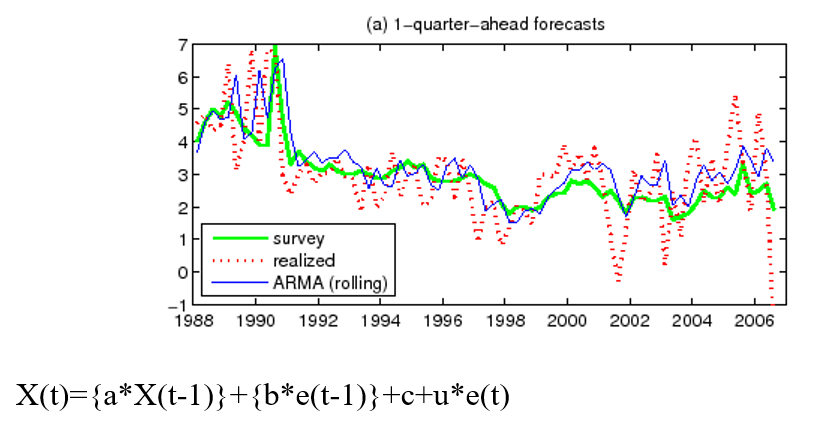 (a) 1-quarter-ahead forecasts
7
6
5
4
3
2
1
0
-1
survey
realized
ARMA (rolling)
1988 1990 1992 1994 1996 1998 2000 2002 2004 2006
X(t)={a*X(t-1)}+{b*e(t-1)}+c+u*e(t)